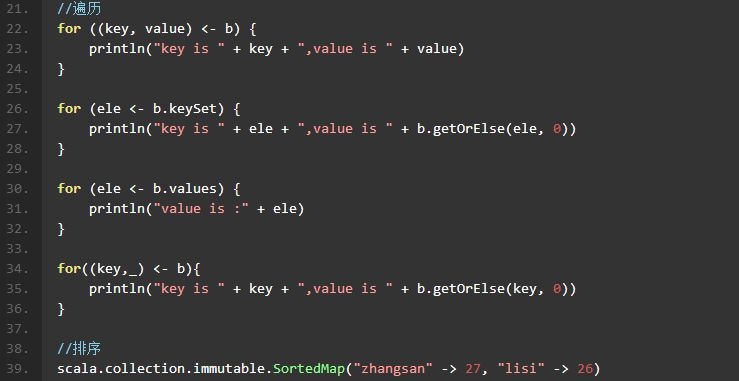 21. //遍历
22. for ((key, value) <- b) {
23.     println("key is " + key + ",value is " + value)
24. }
25.
26. for (ele <- b.keySet) {
27.     println("key is " + ele + ",value is " + b.getOrElse(ele, 0))
28. }
29.
30. for (ele <- b.values) {
31.     println("value is :" + ele)
32. }
33.
34. for((key,_) <- b){
35.     println("key is " + key + ",value is " + b.getOrElse(key, 0))
36. }
37.
38. //排序
39. scala.collection.immutable.SortedMap("zhangsan" -> 27, "lisi" -> 26)